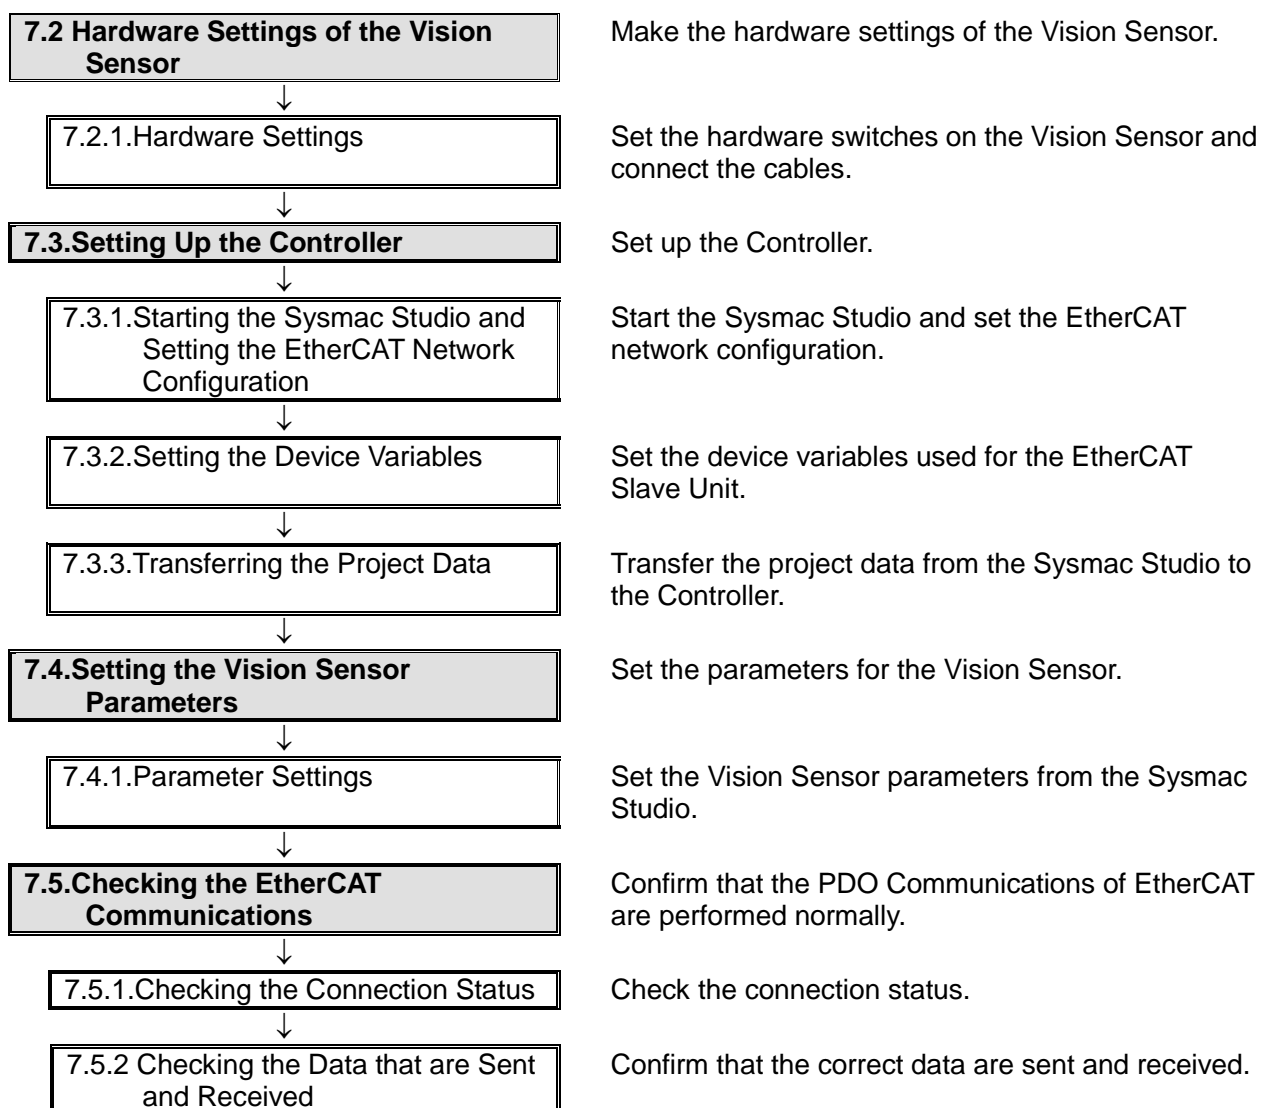 7.2 Hardware Settings of the Vision
Sensor
Make the hardware settings of the Vision Sensor.
↓
7.2.1.Hardware Settings
Set the hardware switches on the Vision Sensor and
connect the cables.
↓
7.3.Setting Up the Controller
Set up the Controller.
↓
7.3.1.Starting the Sysmac Studio and
Setting the EtherCAT Network
Configuration
Start the Sysmac Studio and set the EtherCAT
network configuration.
↓
7.3.2.Setting the Device Variables
Set the device variables used for the EtherCAT
Slave Unit.
↓
7.3.3.Transferring the Project Data
Transfer the project data from the Sysmac Studio to
the Controller.
↓
7.4.Setting the Vision Sensor
Parameters
Set the parameters for the Vision Sensor.
↓
7.4.1.Parameter Settings
Set the Vision Sensor parameters from the Sysmac
Studio.
↓
7.5.Checking the EtherCAT
Communications
Confirm that the PDO Communications of EtherCAT
are performed normally.
↓
7.5.1.Checking the Connection Status
Check the connection status.
↓
7.5.2 Checking the Data that are Sent
and Received
Confirm that the correct data are sent and received.